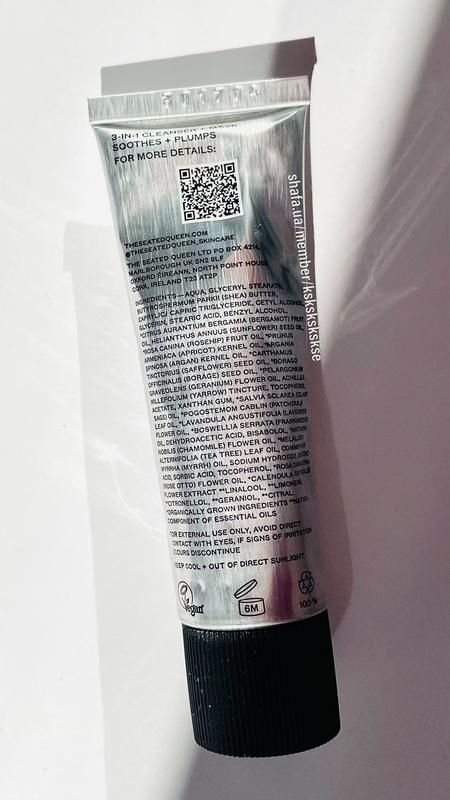 3-IN-1 CLEANSER + MASK
SOOTHES + PLUMPS
FOR MORE DETAILS:
THESEATEDQUEEN.COM
@THESEATEDQUEEN_SKINCARE
THE SEATED QUEEN LTD PO BOX 4214,
MARLBOROUGH UK SN2 9LF
OXFORD ÉIREANN, NORTH POINT HOUSE
CORK, IRELAND T23 AT2P
INGREDIENTS—AQUA, GLYCERYL STEARATE,
BUTYROSPERMUM PARKII (SHEA) BUTTER,
CAPRYLIC/ CAPRIC TRIGLYCERIDE, CETYL ALCOHOL,
GLYCERIN, STEARIC ACID, BENZYL ALCOHOL,
*CITRUS AURANTIUM BERGAMIA (BERGAMOT) FRUIT
OIL, HELIANTHUS ANNUUS (SUNFLOWER) SEED OIL,
*ROSA CANINA (ROSEHIP) FRUIT OIL, *PRUNUS
ARMENIACA (APRICOT) KERNEL OIL, *ARGANIA
SPINOSA (ARGAN) KERNEL OIL, *CARTHAMUS
TINCTORIUS (SAFFLOWER) SEED OIL, *BORAGO
OFFICINALIS (BORAGE) SEED OIL, *PELARGONIUM
GRAVEOLENS (GERANIUM) FLOWER OIL, ACHILLEA
MILLEFOLIUM (YARROW) TINCTURE, TOCOPHEROL
ACETATE, XANTHAN GUM, *SALVIA SCLAREA (CLARY
SAGE) OIL, *POGOSTEMON CABLIN (PATCHOULI)
LEAF OIL, *LAVANDULA ANGUSTIFOLIA (LAVENDER)
FLOWER OIL, *BOSWELLIA SERRATA (FRANKINCENSE)
OIL, DEHYDROACETIC ACID, BISABOLOL, *ANTHEMIS
NOBILIS (CHAMOMILE) FLOWER OIL, *MELALEUCA
ALTERNIFOLIA (TEA TREE) LEAF OIL, COMMIPHORA
MYRRHA (MYRRH) OIL, SODIUM HYDROXIDE,
ACID, SORBIC ACID, TOCOPHEROL, *ROSA DAMASCENA
(ROSE OTTO) FLOWER OIL, *CALENDULA OFFICINALIS
FLOWER EXTRACT **LINALOOL, **LIMONENE,
**CITRONELLOL, **GERANIOL, **CITRAL.
*ORGANICALLY GROWN INGREDIENTS **NATURAL
COMPONENT OF ESSENTIAL OILS
FOR EXTERNAL USE ONLY, AVOID DIRECT
CONTACT WITH EYES, IF SIGNS OF IRRITATION
OCCURS DISCONTINUE
KEEP COOL + OUT OF DIRECT SUNLIGHT
Vegan
6M
100%
shafa.ua/member/ksksksksksе